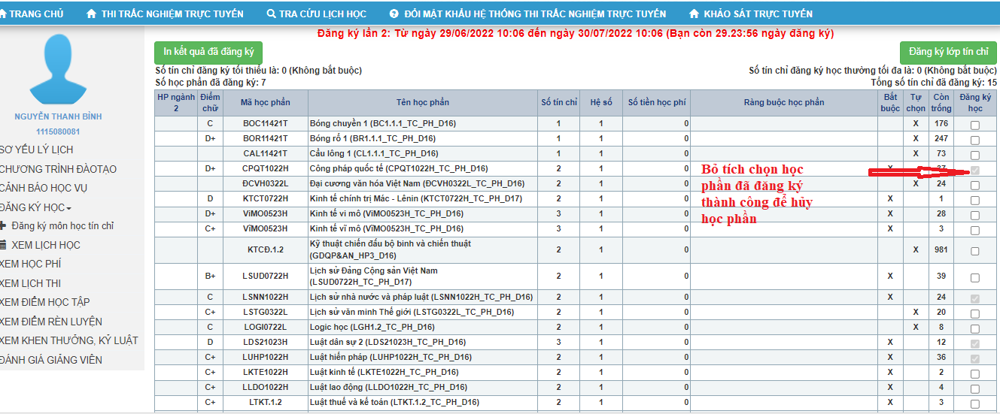 TRANG CHỦ THI TRẮC NGHIỆM TRỰC TUYẾN TRA CỨU LỊCH HỌC ĐỔI MẬT KHẨU HỆ THỐNG THI TRẮC NGHIỆM TRỰC TUYẾN KHẢO SÁT TRỰC TUYẾN
NGUYỄN THANH BÌNH
1115080081
SƠ YẾU LÝ LỊCH
CHƯƠNG TRÌNH ĐÀOTẠO
CẢNH BÁO HỌC VỤ
ĐĂNG KÝ HỌC
Đăng ký môn học tín chỉ
XEM LỊCH HỌC
XEM HỌC PHÍ
XEM LỊCH THI
XEM ĐIỂM HỌC TẬP
XEM ĐIỂM RÈN LUYỆN
XEM KHEN THƯỞNG, KỶ LUẬT
ĐÁNH GIÁ GIẢNG VIÊN
Đăng ký lần 2: Từ ngày 29/06/2022 10:06 đến ngày 30/07/2022 10:06 (Bạn còn 29.23:56 ngày đăng ký)
In kết quả đã đăng ký Đăng ký lớp tín chỉ
Số tín chỉ đăng ký tối thiểu là: 0 (Không bắt buộc) Số tín chỉ đăng ký học thường tối đa là: 0 (Không bắt buộc)
Số học phần đã đăng ký: 7 Tổng số tín chỉ đã đăng ký: 15
HP ngành 2 Điểm chữ Mã học phần Tên học phần Số tín chỉ Hệ số Số tiền học phí Ràng buộc học phần Bắt buộc Tự chọn Còn trống Đăng ký học
C BOC11421T Bóng chuyền 1 (BC1.1.1_TC_PH_D16) 1 1 0 X 176
D+ BOR11421T Bóng rổ 1 (BR1.1.1_TC_PH_D16) 1 1 0 X 247
CAL11421T Cầu lông 1 (CL1.1.1_TC_PH_D16) 1 1 0 X 73
D+ CPQT1022H Công pháp quốc tế (CPQT1022H_TC_PH_D16) 2 1 0 X
ĐCVH0322L Đại cương văn hóa Việt Nam (ĐCVH0322L_TC_PH_D16) 2 1 0 X 24
D KTCT0722H Kinh tế chính trị Mác - Lênin (KTCT0722H_TC_PH_D17) 2 1 0 X 1
D+ ViMO0523H Kinh tế vi mô (ViMO0523H_TC_PH_D16) 3 1 0 X 28
C+ VĩMO0523H Kinh tế vĩ mô (VĩMO0523H_TC_PH_D16) 3 1 0 X 3
KTCĐ.1.2 Kỹ thuật chiến đấu bộ binh và chiến thuật
(GDQP&AN_HP3_D16) 2 1 0 X 981
B+ LSUD0722H Lịch sử Đảng Cộng sản Việt Nam
(LSUD0722H_TC_PH_D17) 2 1 0 X 39
C LSNN1022H Lịch sử nhà nước và pháp luật (LSNN1022H_TC_PH_D16) 2 1 0 X 24
C+ LSTG0322L Lịch sử văn minh Thế giới (LSTG0322L_TC_PH_D16) 2 1 0 X 20
C LOGI0722L Logic học (LGH1.2_TC_PH_D16) 2 1 0 X 8
D LDS21023H Luật dân sự 2 (LDS21023H_TC_PH_D16) 3 1 0 X 12
C+ LUHP1022H Luật hiến pháp (LUHP1022H_TC_PH_D16) 2 1 0 X 36
C+ LKTE1022H Luật kinh tế (LKTE1022H_TC_PH_D16) 2 1 0 X 2
C+ LLDO1022H Luật lao động (LLDO1022H_TC_PH_D16) 2 1 0 X 4
C+ LTKT.1.2 Luật thuế và kế toán (LTKT.1.2_TC_PH_D16) 2 1 0 X 3
Bỏ tích chọn học
phần đã đăng ký
thành công để hủy
học phần